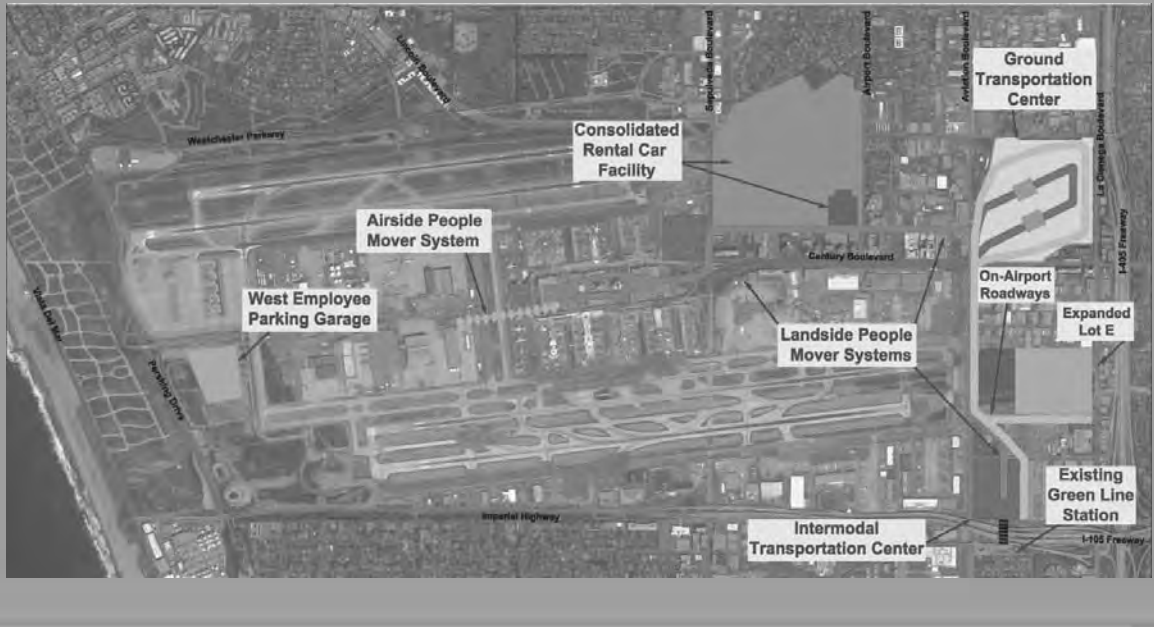 Lincoln Boulevard
Sepulveda Boulevard
Airport Boulevard
Aviation Boulevard
Ground
Transportation
Center
Westchester Parkway
Consolidated
Rental Car
Facility
La Cienega Boulevard
Airside People
Mover System
Century Boulevard
I-405 Freeway
On-Airport
Roadways
West Employee
Parking Garage
Expanded
Lot E
Vista Del Mar
Landside People
Mover Systems
Pershing Drive
Existing
Green Line
Station
Imperial Highway
Intermodal
Transportation Center
I-105 Freeway